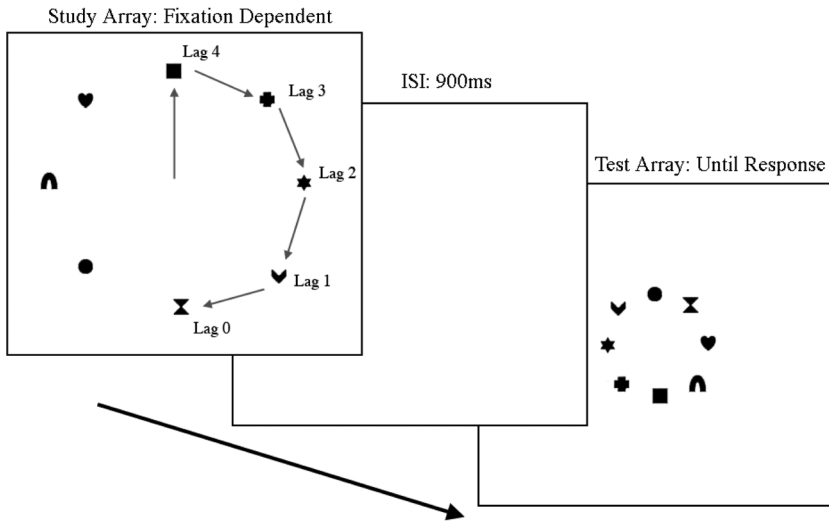 Study Array: Fixation Dependent
Lag 4
Lag 3
Lag 2
Lag 1
Lag 0
ISI: 900ms
Test Array: Until Response